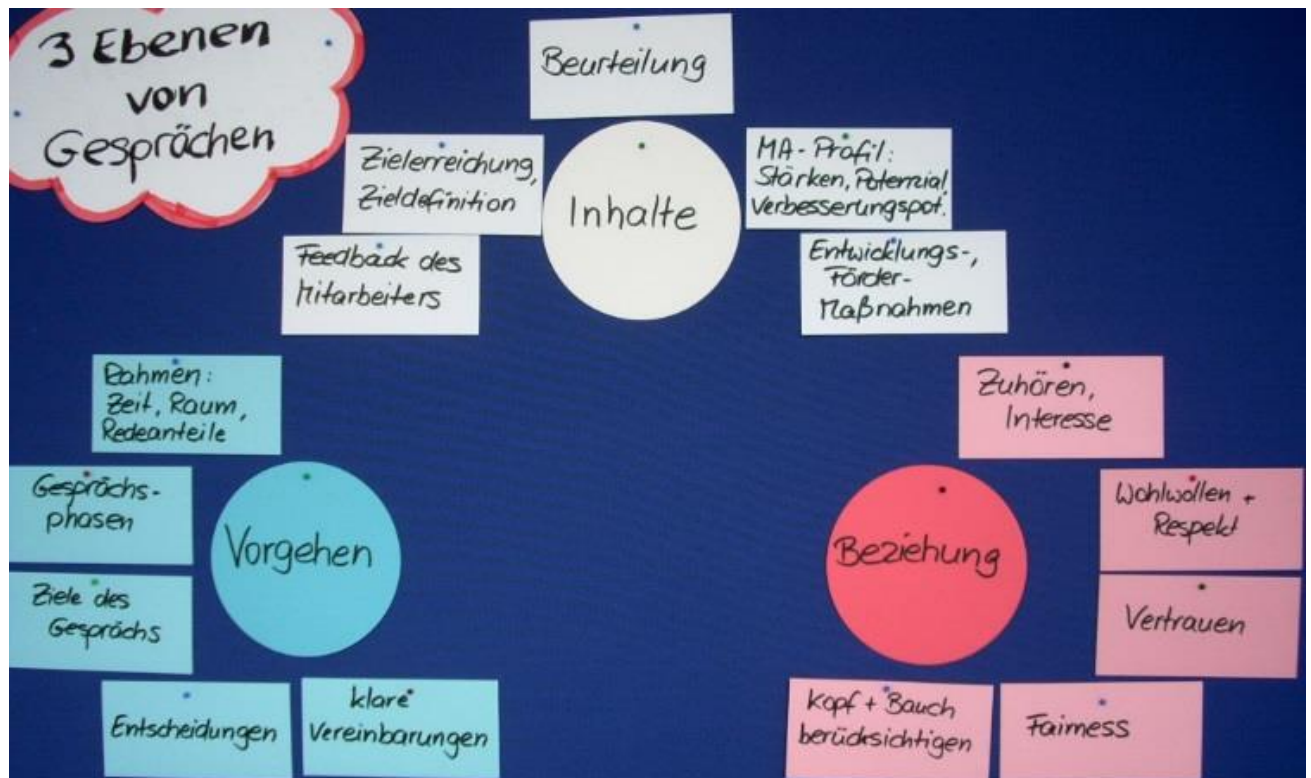 3 Ebenen
von
Gesprächen
Beurteilung
Zielerreichung,
Zieldefinition
Feedback des
Mitarbeiters
Inhalte
MA-Profil:
Stärken, Potenzial,
Verbesserungspot.
Entwicklungs-,
Förder-
Maßnahmen
Rahmen:
Zeit, Raum,
Redeanteile
Gesprächs-
phasen
Ziele des
Gesprächs
Vorgehen
Entscheidungen
klare
Vereinbarungen
Zuhören,
Interesse
Beziehung
Wohlwollen +
Respekt
Vertrauen
Kopf + Bauch
berücksichtigen
Fairness